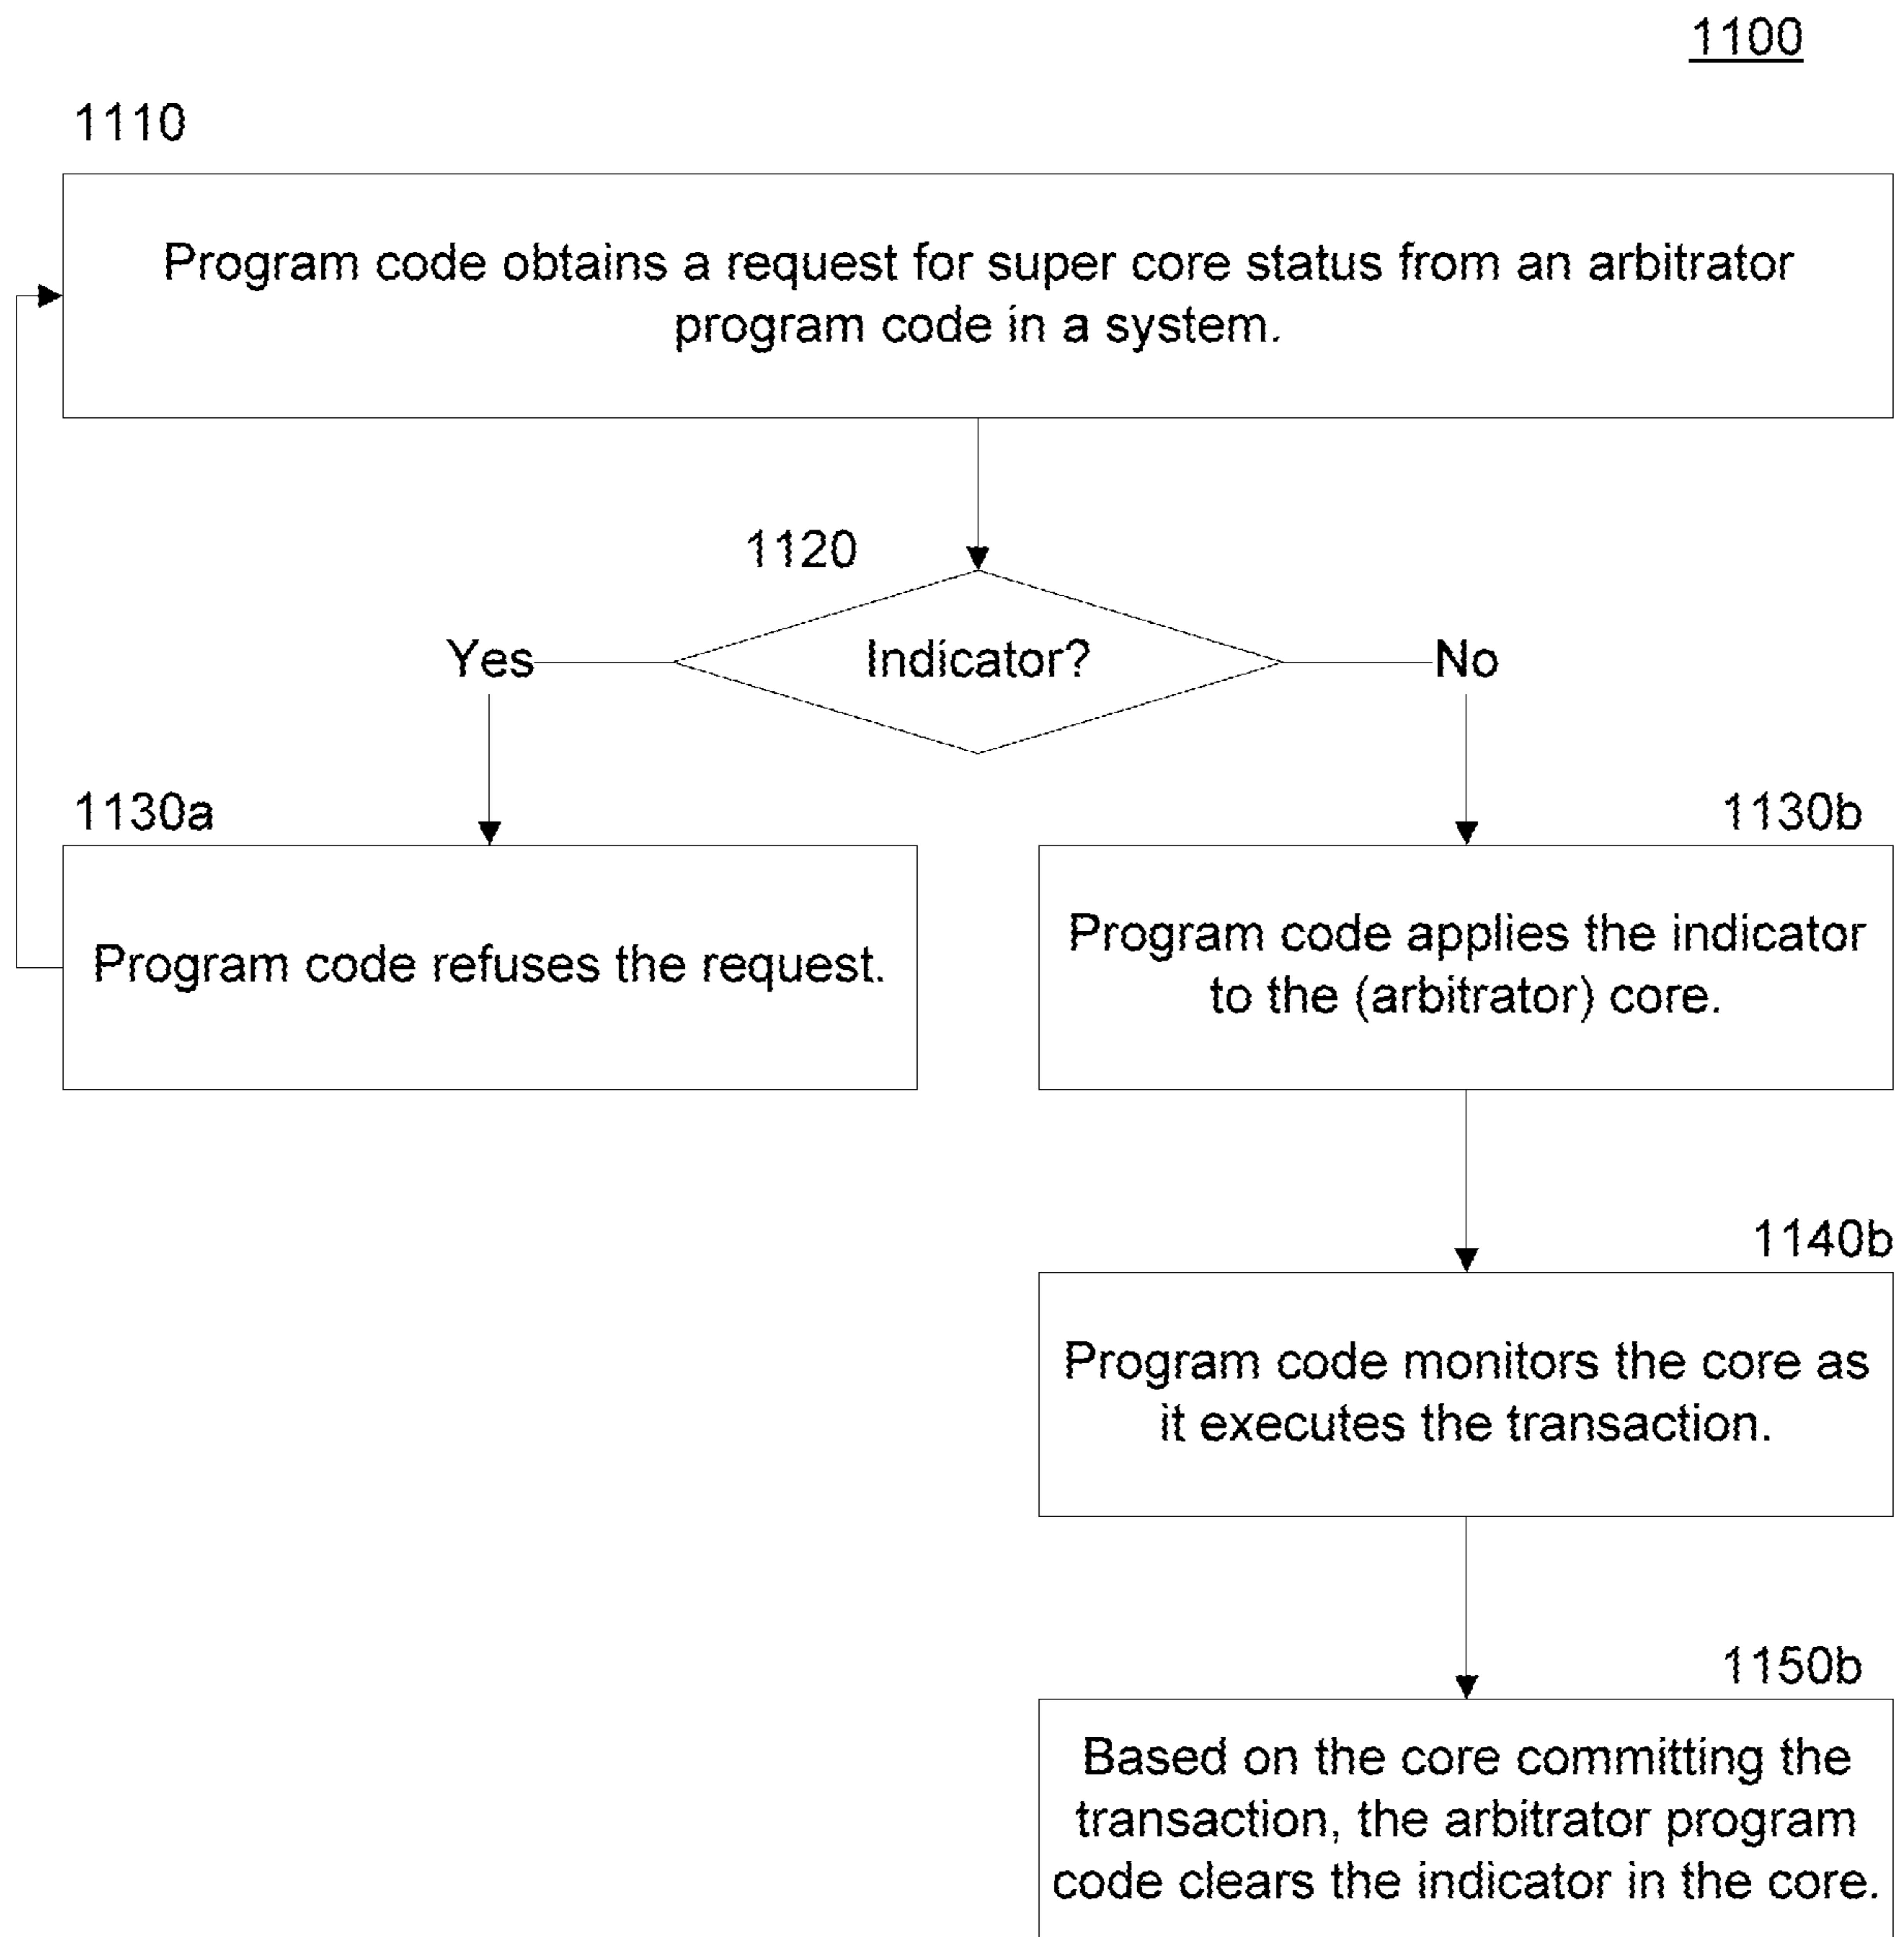 1100
1110
Program code obtains a request for super core status from an arbitrator
program code in a system.
1120
Yes
Indicator?
No
1130a
1130b
Program code refuses the request.
Program code applies the indicator
to the (arbitrator) core.
1140b
Program code monitors the core as
it executes the transaction.
1150b
Based on the core committing the
transaction, the arbitrator program
code clears the indicator in the core.